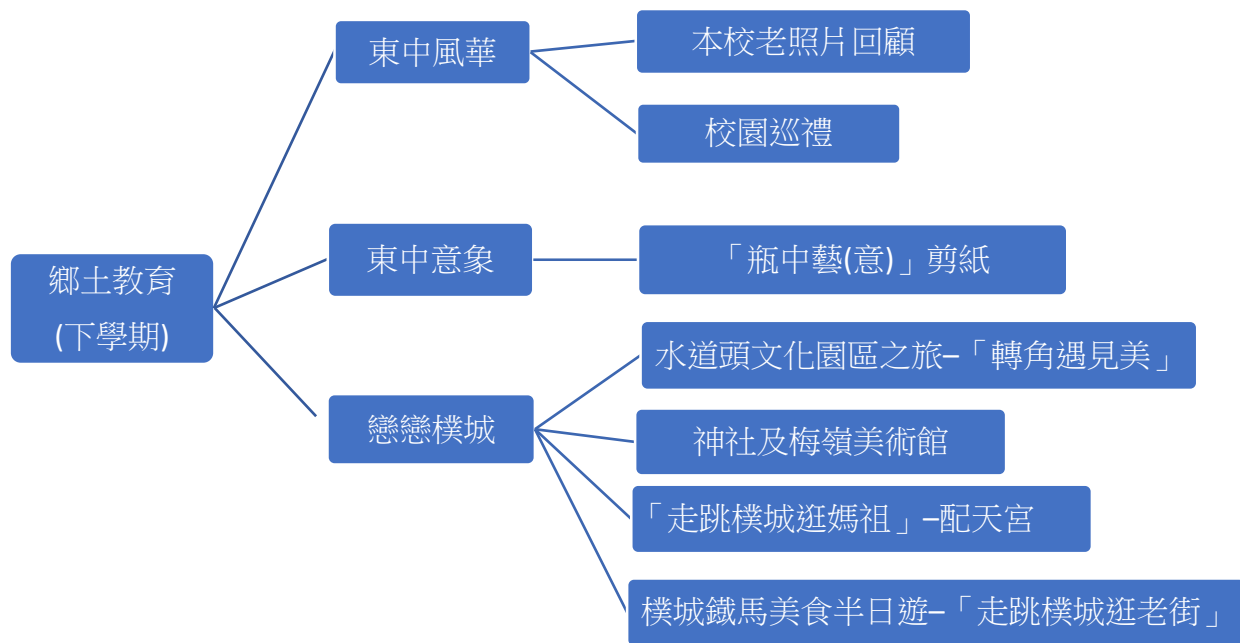 鄉土教育
(下學期)
東中風華
本校老照片回顧
校園巡禮
東中意象
「瓶中藝(意)」剪紙
戀戀樸城
水道頭文化園區之旅–「轉角遇見美」
神社及梅嶺美術館
「走跳樸城逛媽祖」–配天宮
樸城鐵馬美食半日遊–「走跳樸城逛老街」